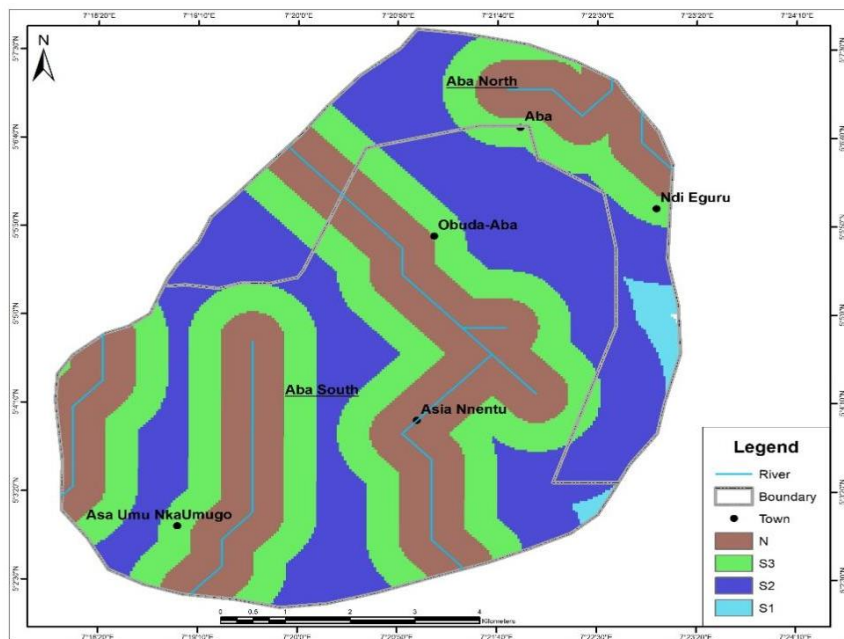 7°18'20"E 7°19'10"E 7°20'0"E 7°20'50"E 7°21'40"E 7°22'30"E 7°23'20"E 7°24'10"E
N
Aba North
Aba
Ndi Eguru
Obuda-Aba
Aba South
Asia Nnentu
Asa Umu NkaUmugo
Legend
River
Boundary
Town
N
S3
S2
S1
0 0.5 1 2 3 4
Kilometers
7°18'20"E 7°19'10"E 7°20'0"E 7°20'50"E 7°21'40"E 7°22'30"E 7°23'20"E 7°24'10"E